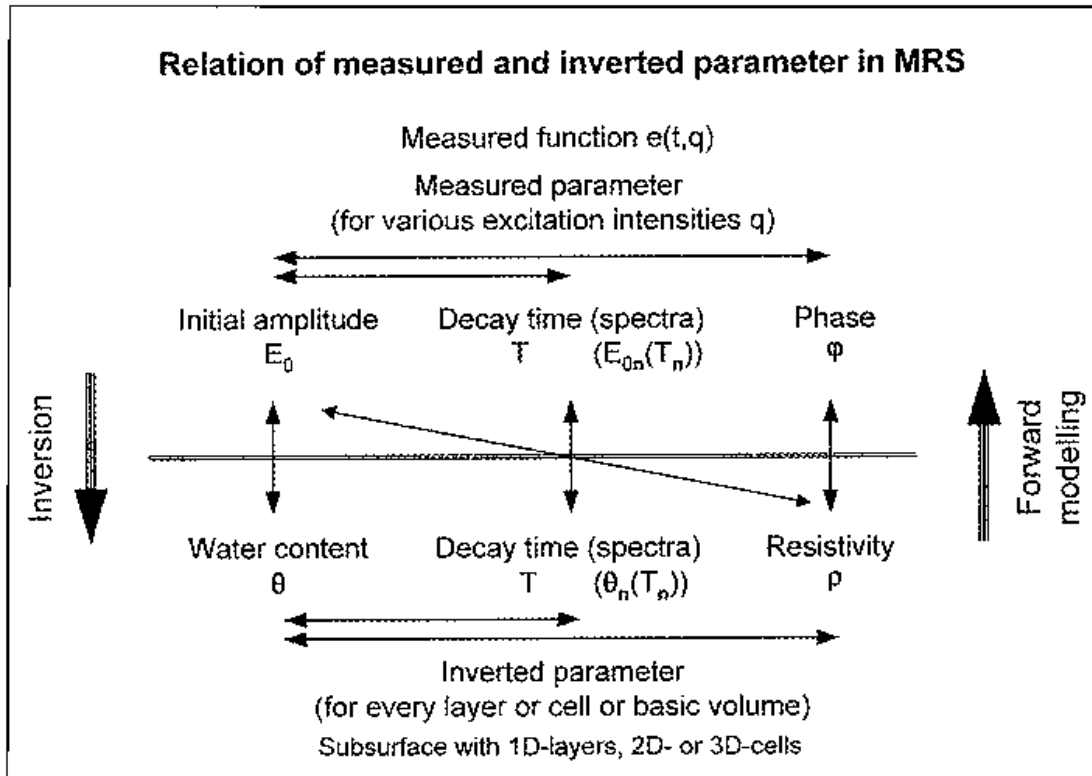 Relation of measured and inverted parameter in MRS
Measured function e(t,q)
Measured parameter
(for various excitation intensities q)
Initial amplitude Decay time (spectra) Phase
E₀ T (E₀ₙ(Tₙ)) φ
Inversion
Forward
modelling
Water content Decay time (spectra) Resistivity
θ T (θₙ(Tₙ)) ρ
Inverted parameter
(for every layer or cell or basic volume)
Subsurface with 1D-layers, 2D- or 3D-cells